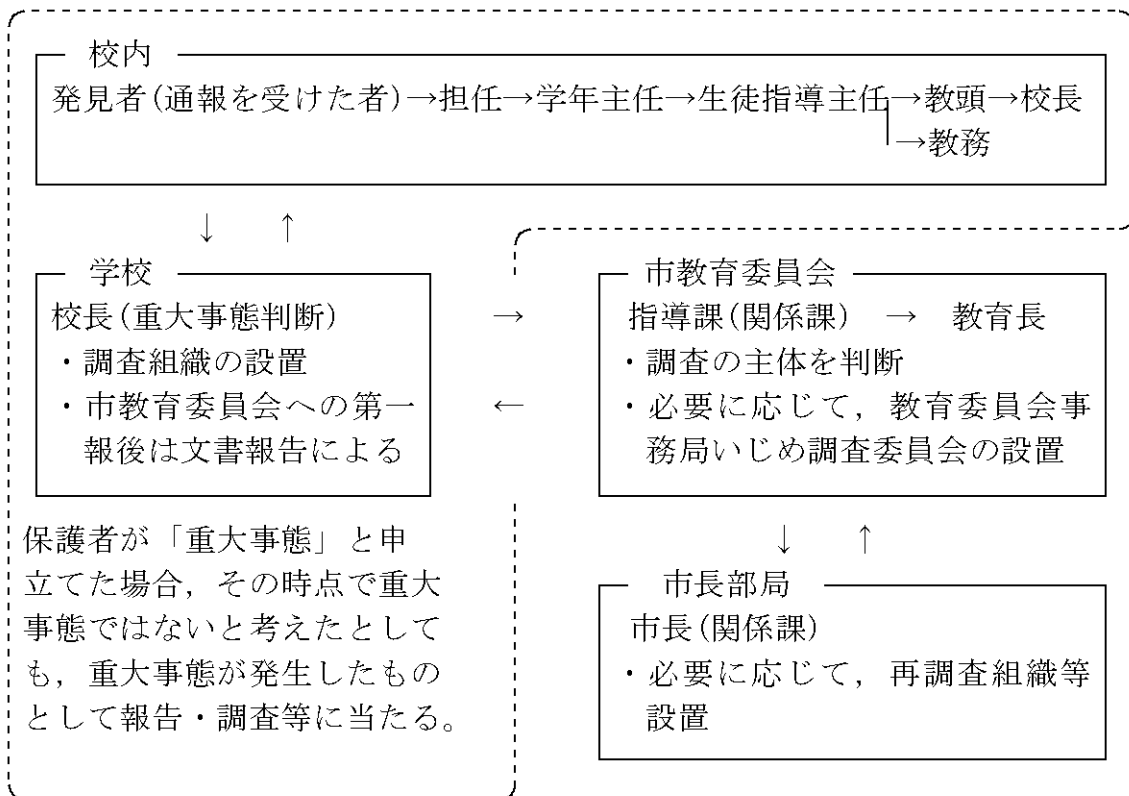 校内
発見者(通報を受けた者)→担任→学年主任→生徒指導主任→教頭→校長
→教務
↓ ↑
学校
校長(重大事態判断)
・調査組織の設置
・市教育委員会への第一
報後は文書報告による
→
←
市教育委員会
指導課(関係課) → 教育長
・調査の主体を判断
・必要に応じて,教育委員会事
務局いじめ調査委員会の設置
保護者が「重大事態」と申
立てた場合,その時点で重大
事態ではないと考えたとして
も,重大事態が発生したもの
として報告・調査等に当たる。
↓ ↑
市長部局
市長(関係課)
・必要に応じて,再調査組織等
設置